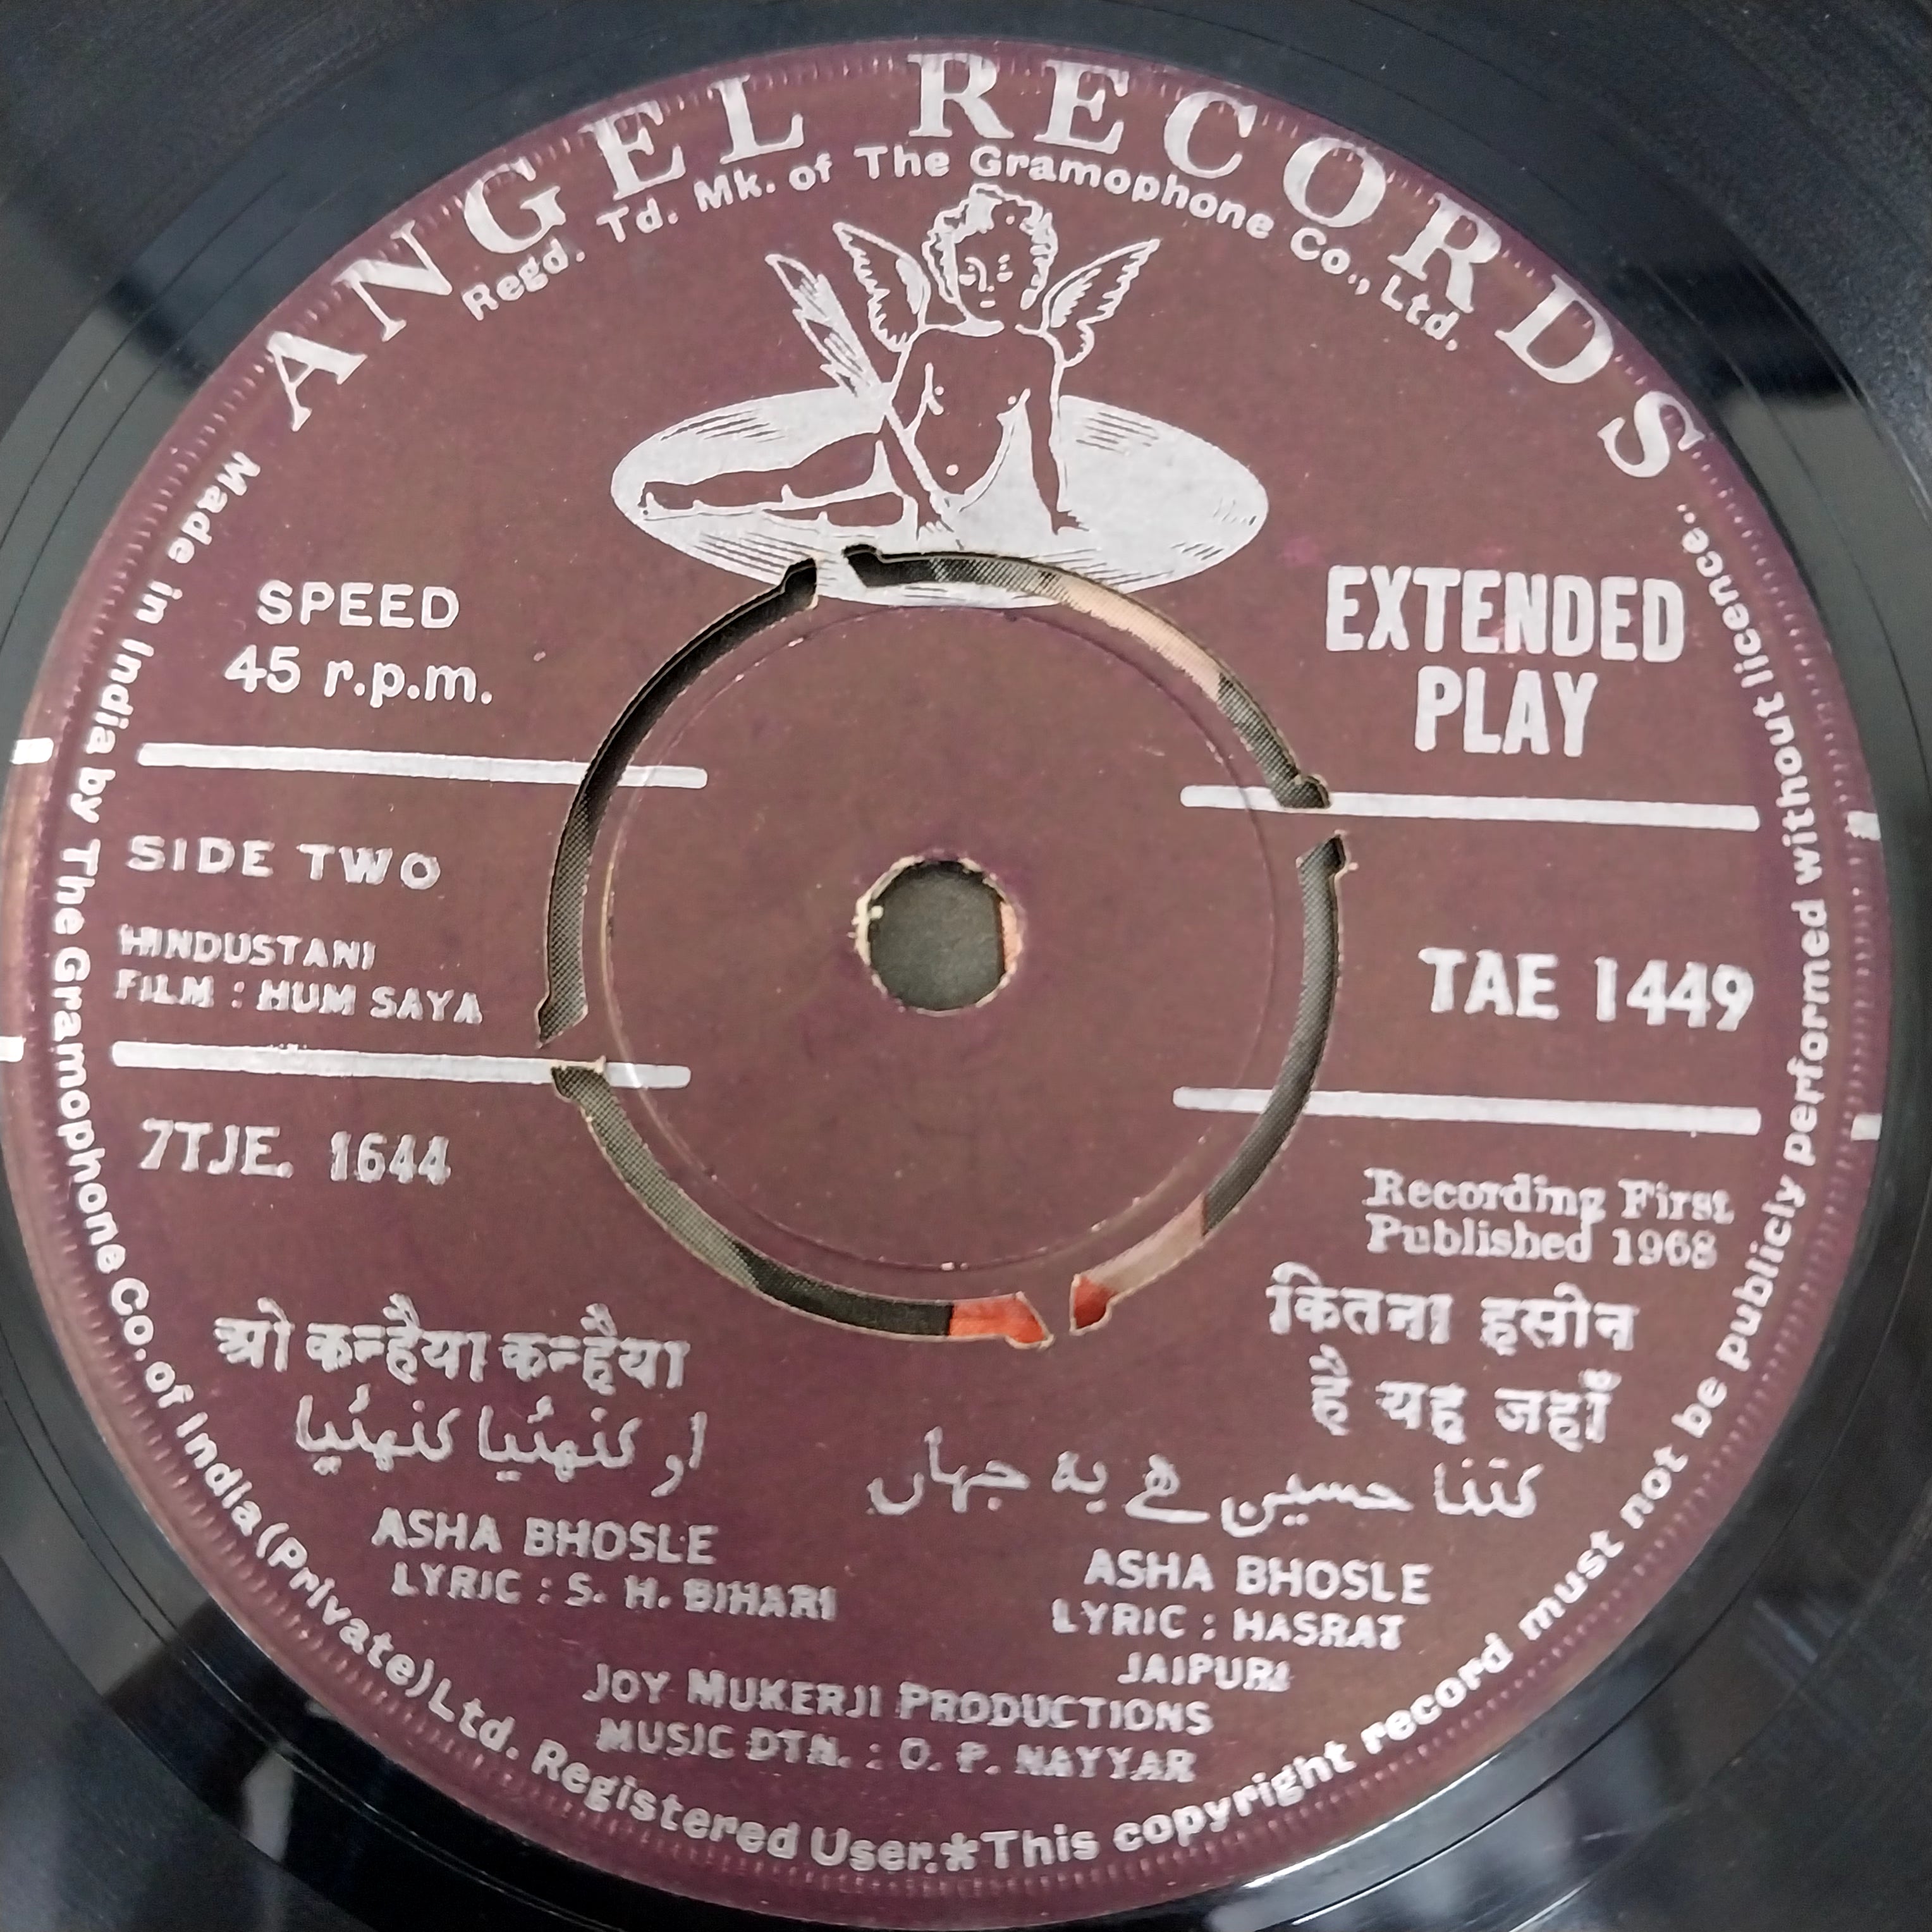 ANGEL RECORDS
Regd. Td. Mk. of The Gramophone Co., Ltd.
SPEED
45 r.p.m.
EXTENDED
PLAY
SIDE TWO
HINDUSTANI
FILM : HUM SAYA
TAE 1449
7TJE. 1644
Recording First
Published 1968
ओ कन्हैया कन्हैया
او کنھئیا کنھئیا
ASHA BHOSLE
LYRIC : S. H. BIHARI
कितना हसीन
है यह जहाँ
کتنا حسین ہے یہ جہاں
ASHA BHOSLE
LYRIC : HASRAT
JAIPURI
JOY MUKERJI PRODUCTIONS
MUSIC DTN. : O. P. NAYYAR
Made in India by The Gramophone Co. of India (Private) Ltd. Registered User.*This copyright record must not be publicly performed without licence..